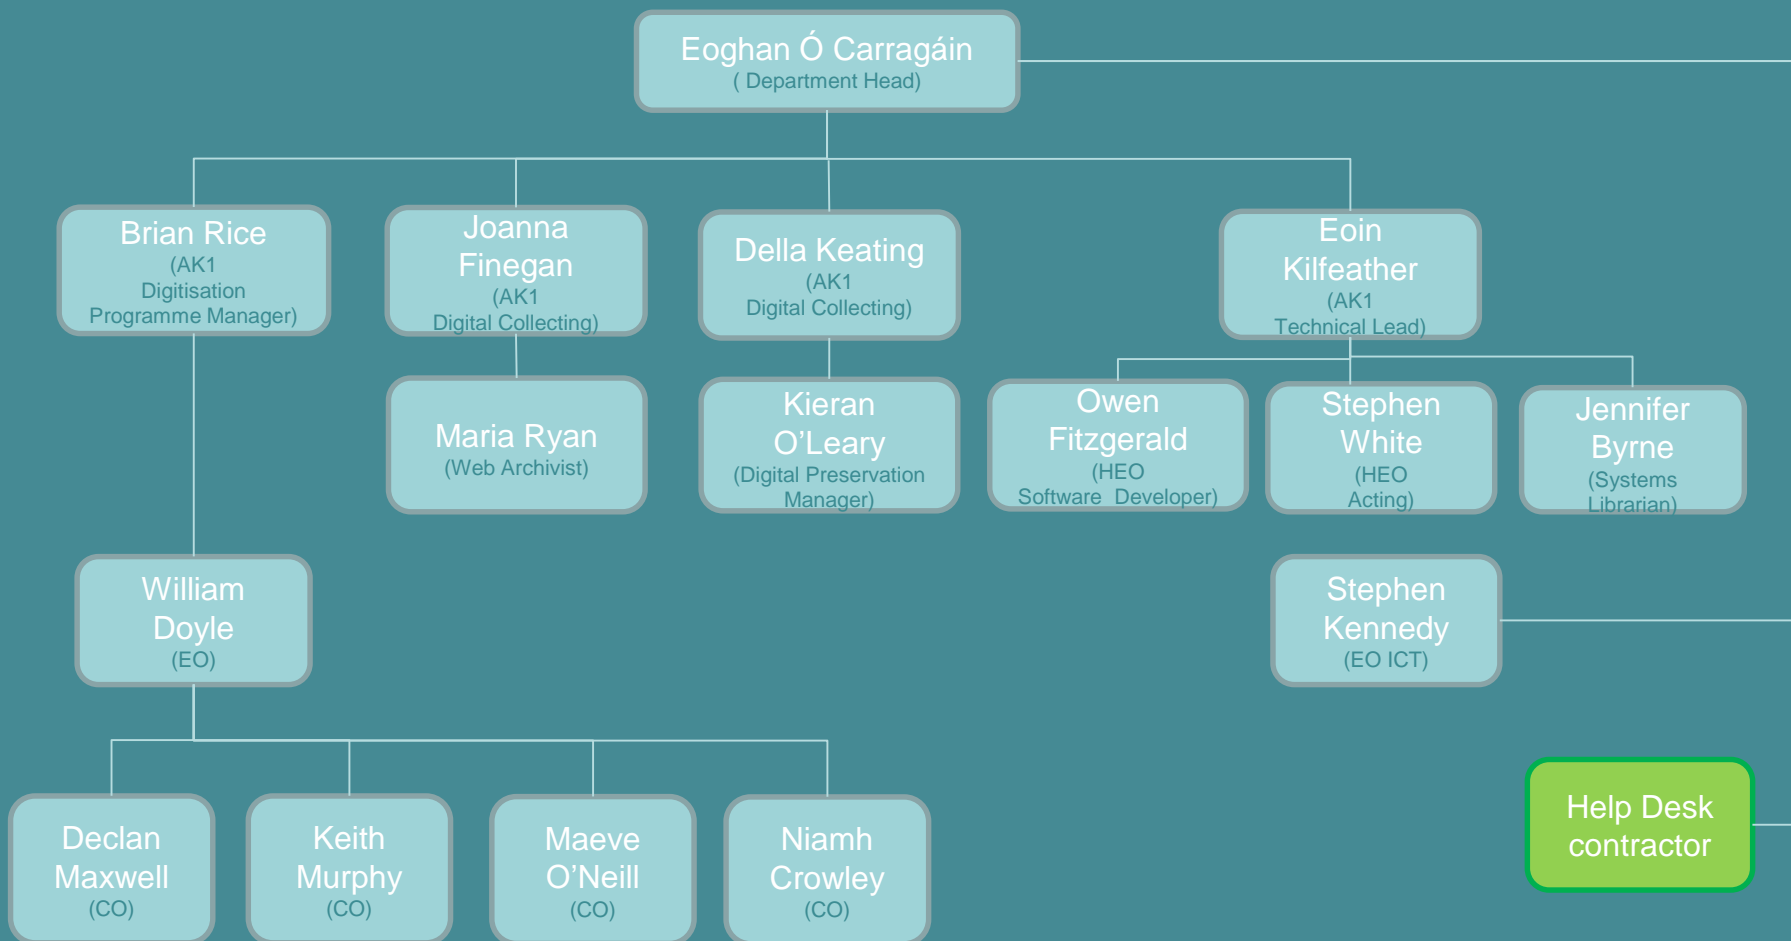 Eoghan Ó Carragáin
( Department Head)
Brian Rice
(AK1
Digitisation
Programme Manager)
Joanna
Finegan
(AK1
Digital Collecting)
Della Keating
(AK1
Digital Collecting)
Eoin
Kilfeather
(AK1
Technical Lead)
Maria Ryan
(Web Archivist)
Kieran
O’Leary
(Digital Preservation
Manager)
Owen
Fitzgerald
(HEO
Software Developer)
Stephen
White
(HEO
Acting)
Jennifer
Byrne
(Systems
Librarian)
William
Doyle
(EO)
Stephen
Kennedy
(EO ICT)
Help Desk
contractor
Declan
Maxwell
(CO)
Keith
Murphy
(CO)
Maeve
O’Neill
(CO)
Niamh
Crowley
(CO)